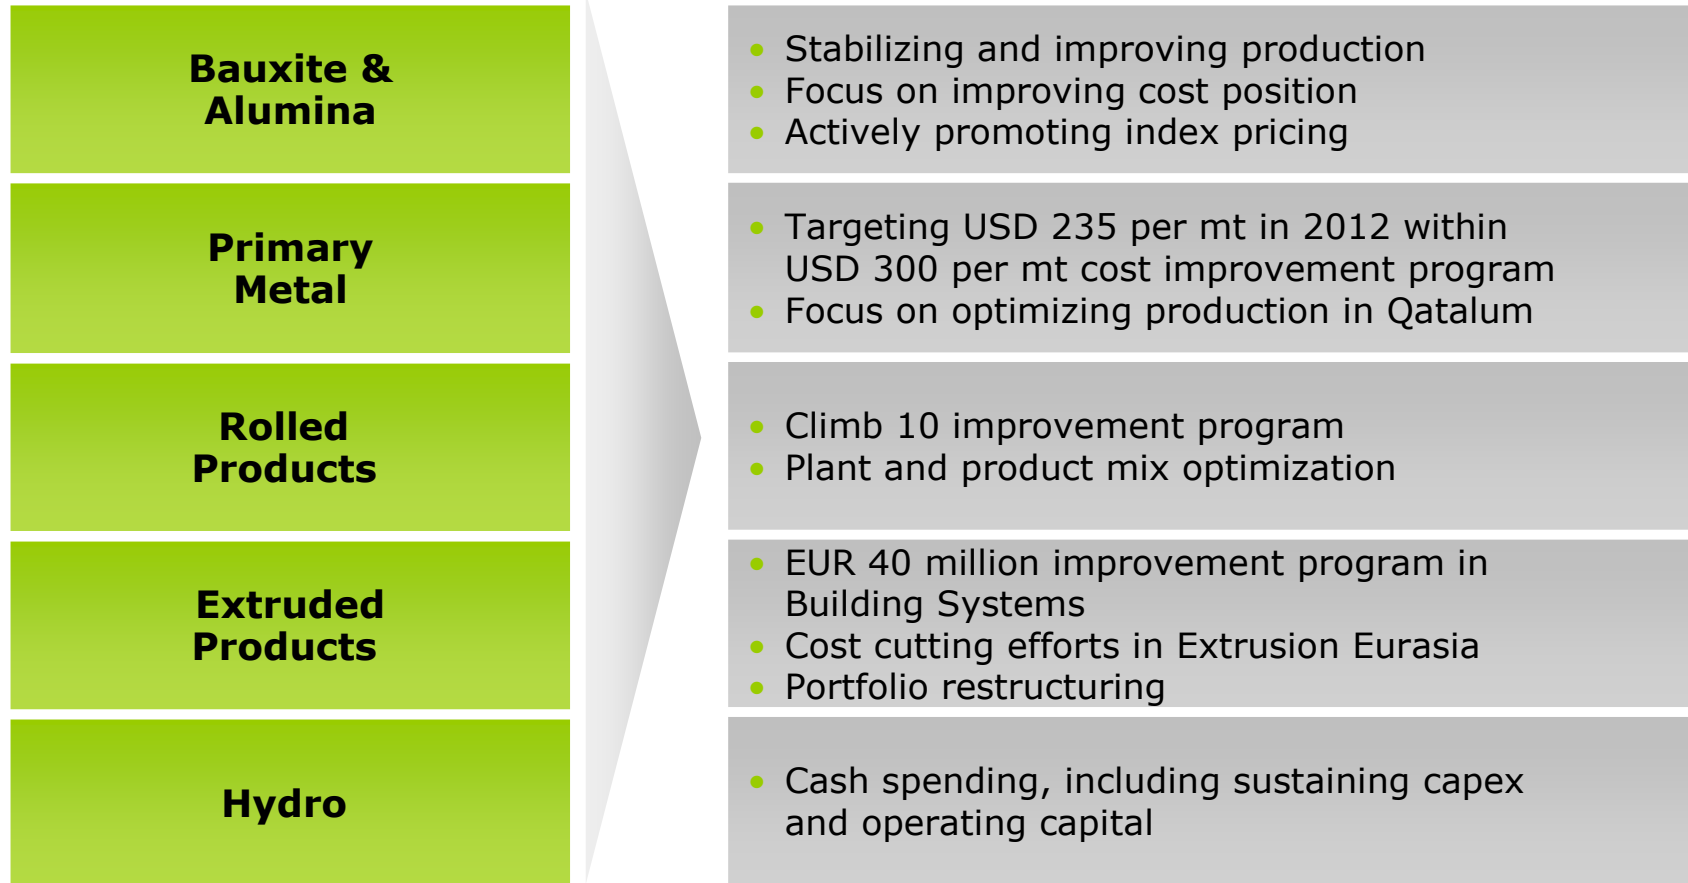 Bauxite &
Alumina
• Stabilizing and improving production
• Focus on improving cost position
• Actively promoting index pricing
Primary
Metal
• Targeting USD 235 per mt in 2012 within
USD 300 per mt cost improvement program
• Focus on optimizing production in Qatalum
Rolled
Products
• Climb 10 improvement program
• Plant and product mix optimization
Extruded
Products
• EUR 40 million improvement program in
Building Systems
• Cost cutting efforts in Extrusion Eurasia
• Portfolio restructuring
Hydro
• Cash spending, including sustaining capex
and operating capital